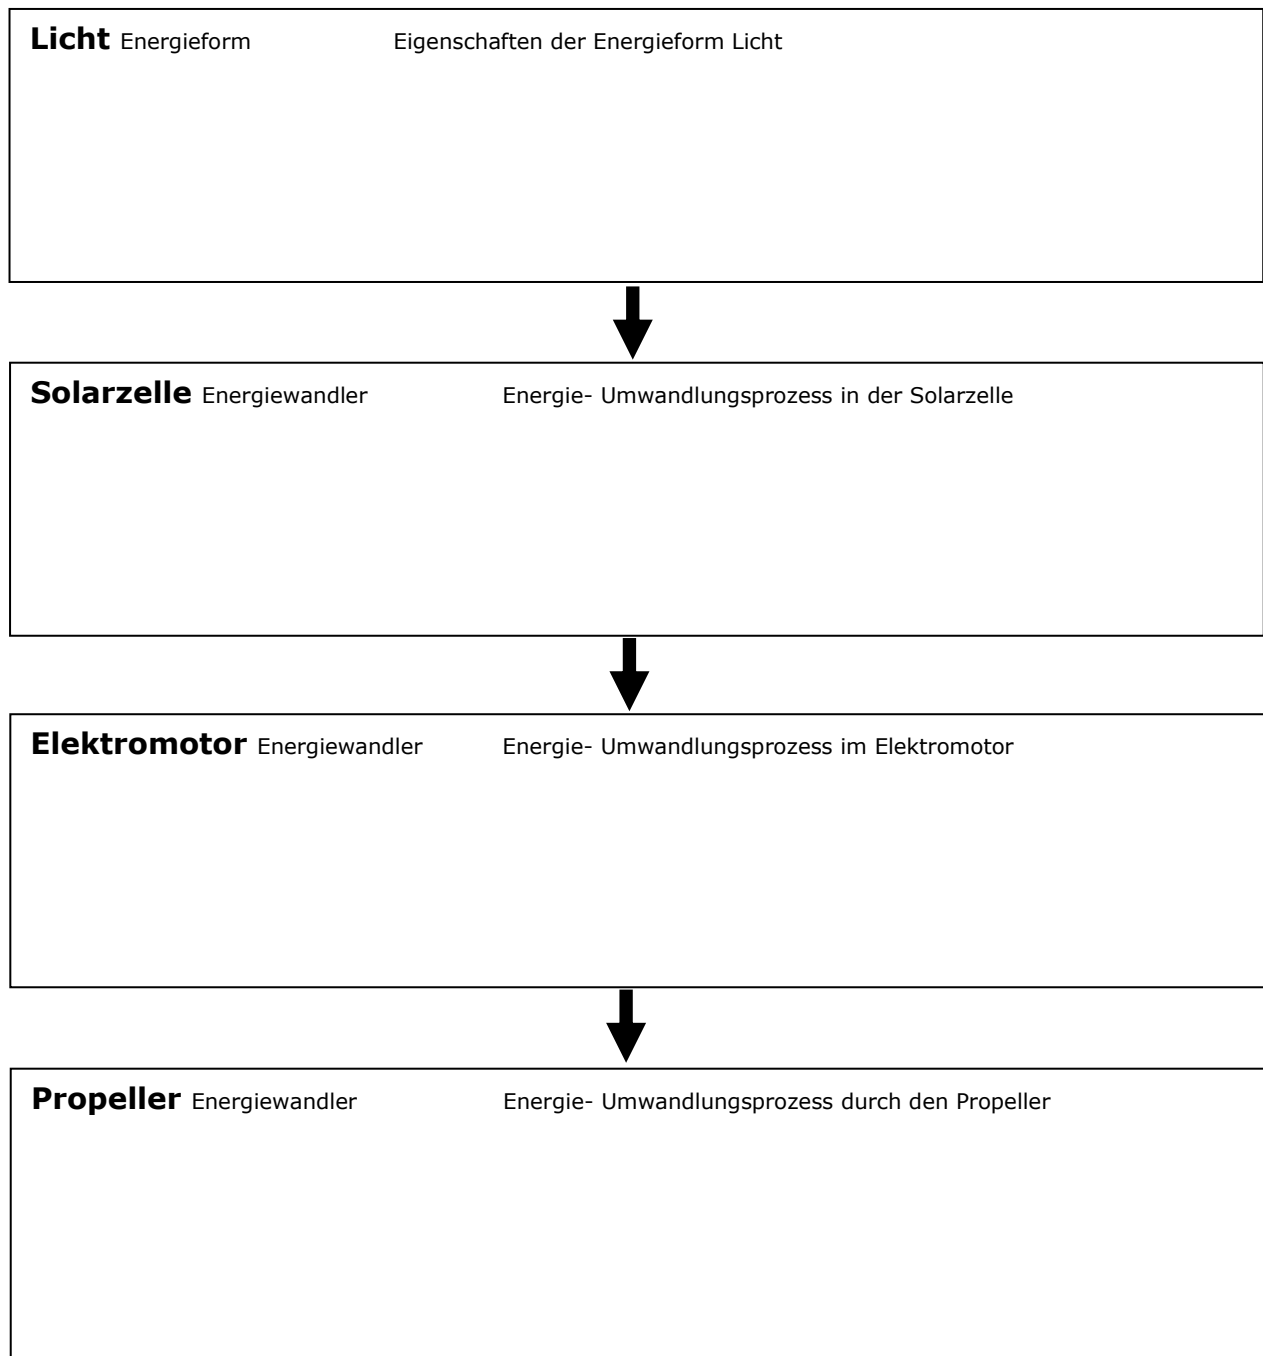 Licht Energieform Eigenschaften der Energieform Licht
Solarzelle Energiewandler Energie- Umwandlungsprozess in der Solarzelle
Elektromotor Energiewandler Energie- Umwandlungsprozess im Elektromotor
Propeller Energiewandler Energie- Umwandlungsprozess durch den Propeller